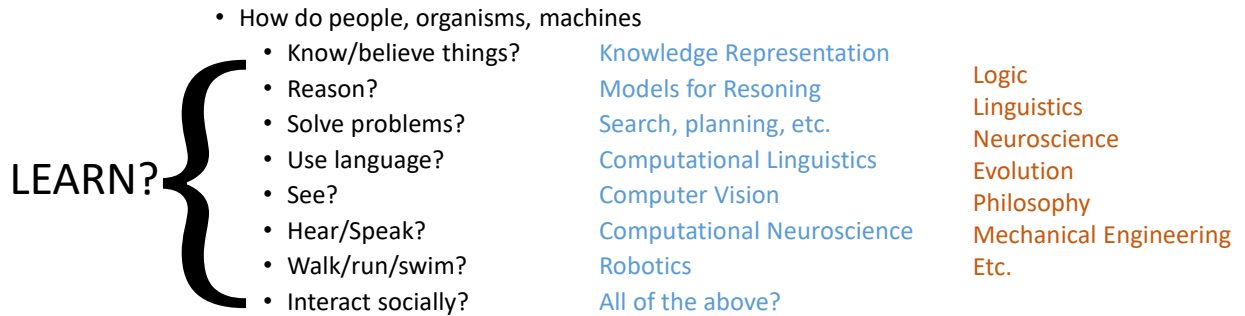 • How do people, organisms, machines
LEARN?
• Know/believe things?
• Reason?
• Solve problems?
• Use language?
• See?
• Hear/Speak?
• Walk/run/swim?
• Interact socially?
Knowledge Representation
Models for Resoning
Search, planning, etc.
Computational Linguistics
Computer Vision
Computational Neuroscience
Robotics
All of the above?
Logic
Linguistics
Neuroscience
Evolution
Philosophy
Mechanical Engineering
Etc.